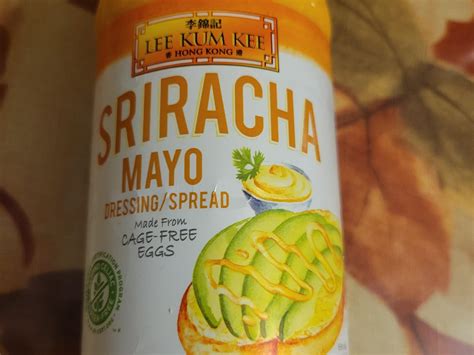 李錦記
LEE KUM KEE
HONG KONG
SRIRACHA
MAYO
DRESSING/SPREAD
Made From
CAGE-FREE
EGGS